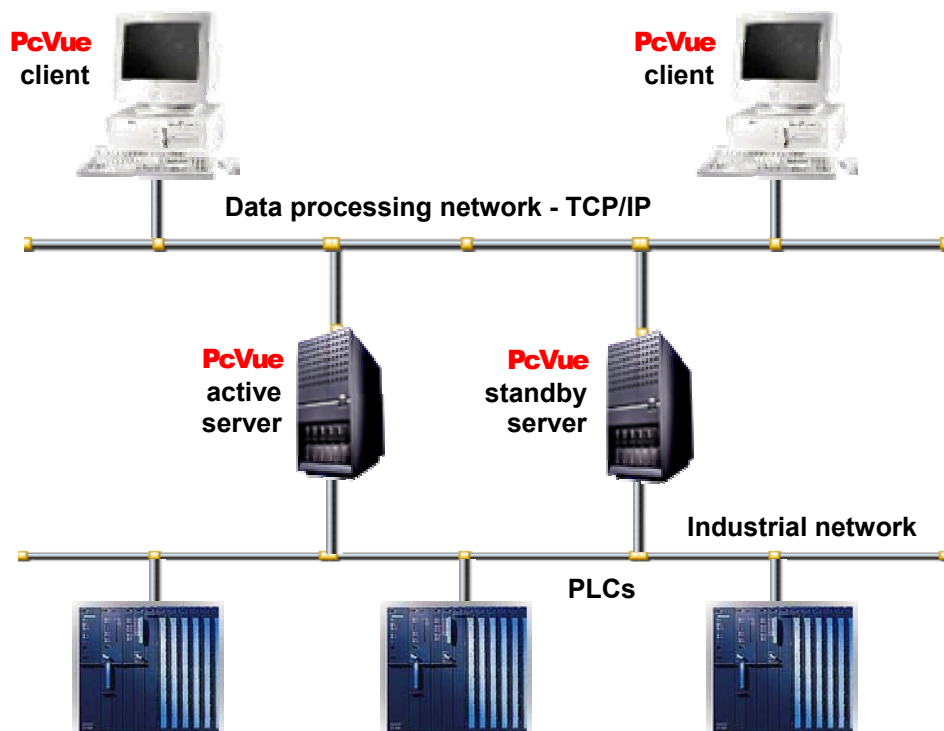 PcVue
client
PcVue
client
Data processing network - TCP/IP
PcVue
active
server
PcVue
standby
server
Industrial network
PLCs